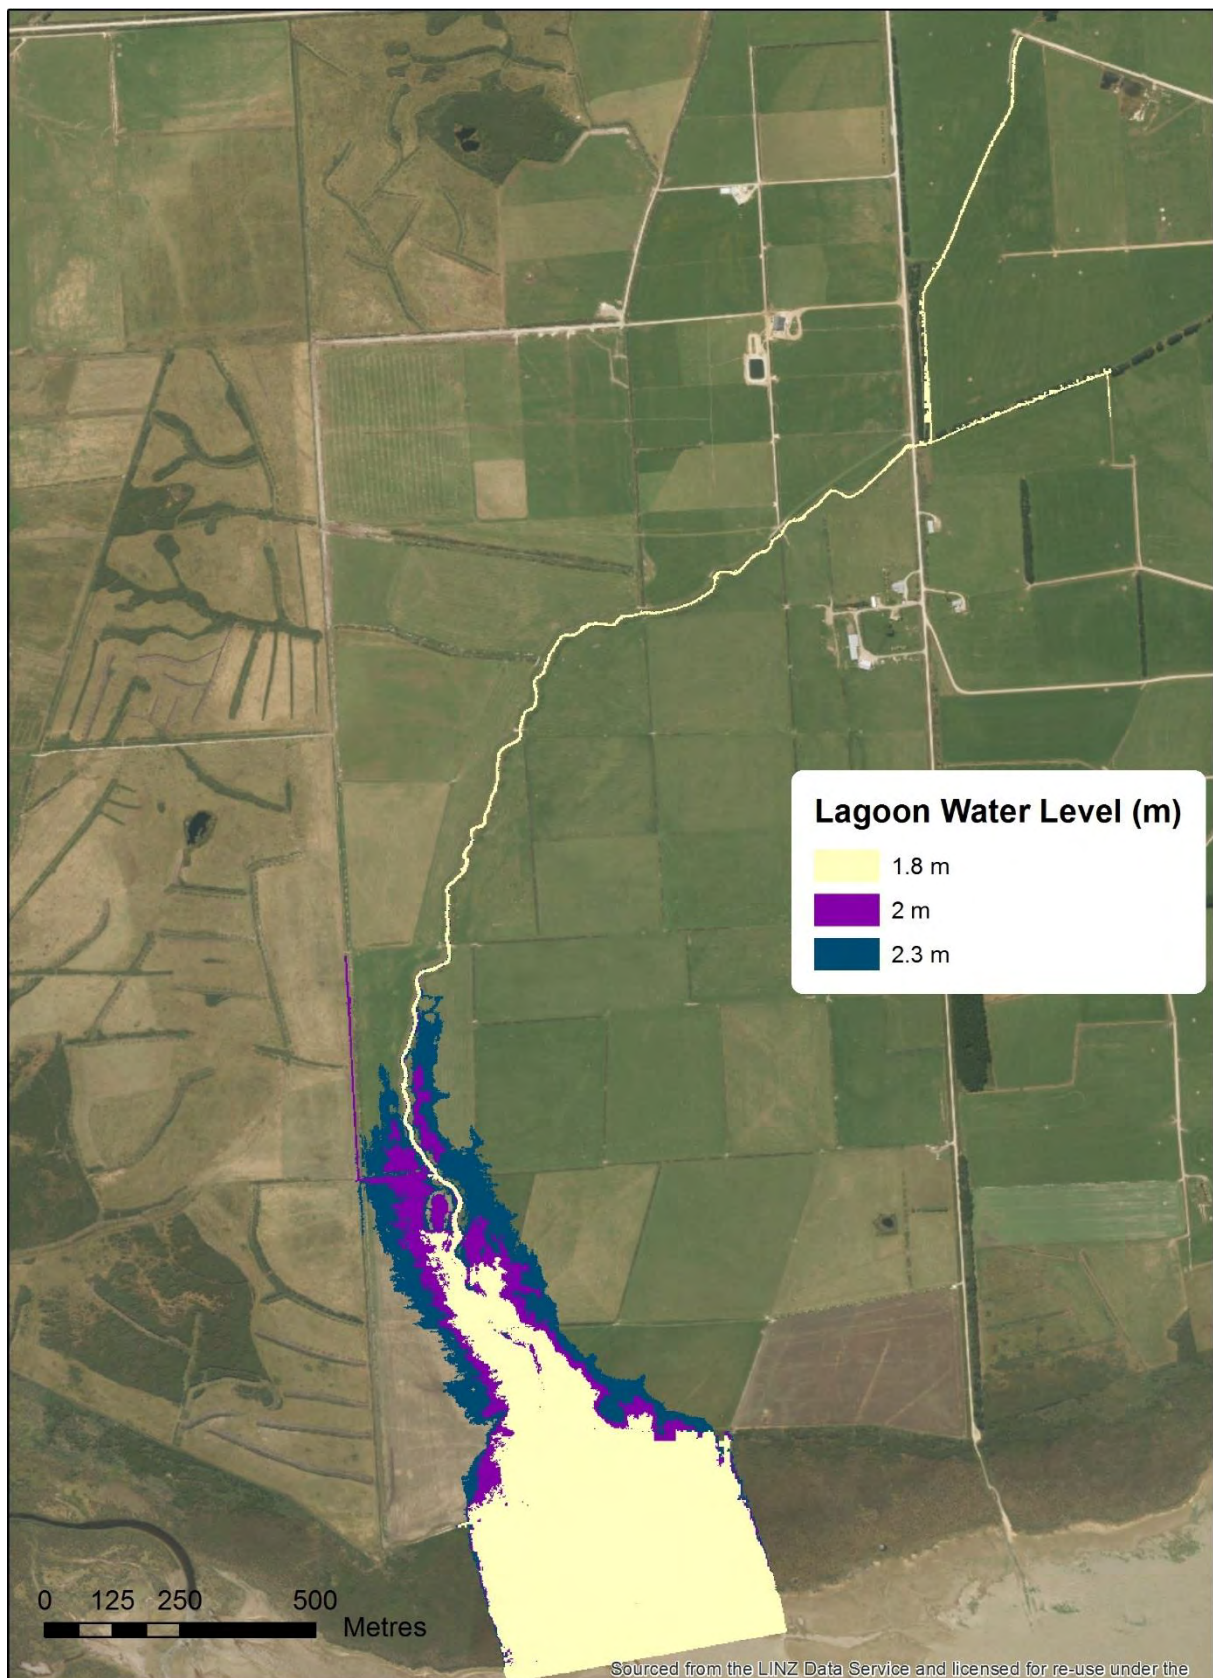 Lagoon Water Level (m)
1.8 m
2 m
2.3 m
0 125 250 500
Metres
Sourced from the LINZ Data Service and licensed for re-use under the